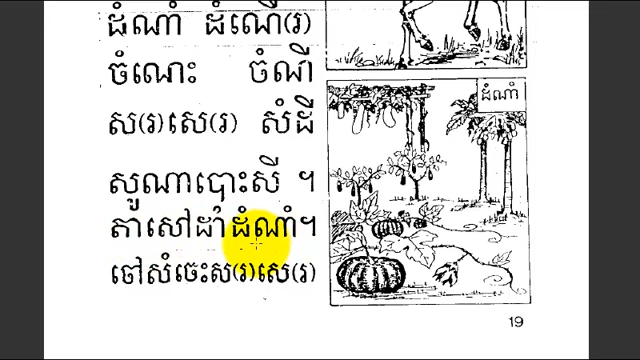 ដំណាំ ដំណើ(រ)
ចំណេះ ចំណី
ស(រ)សេ(រ) សំដី
សូណាបោះសី ។
តាសៅដាំដំណាំ។
ចៅសំចេះស(រ)សេ(រ)
ដំណាំ
19